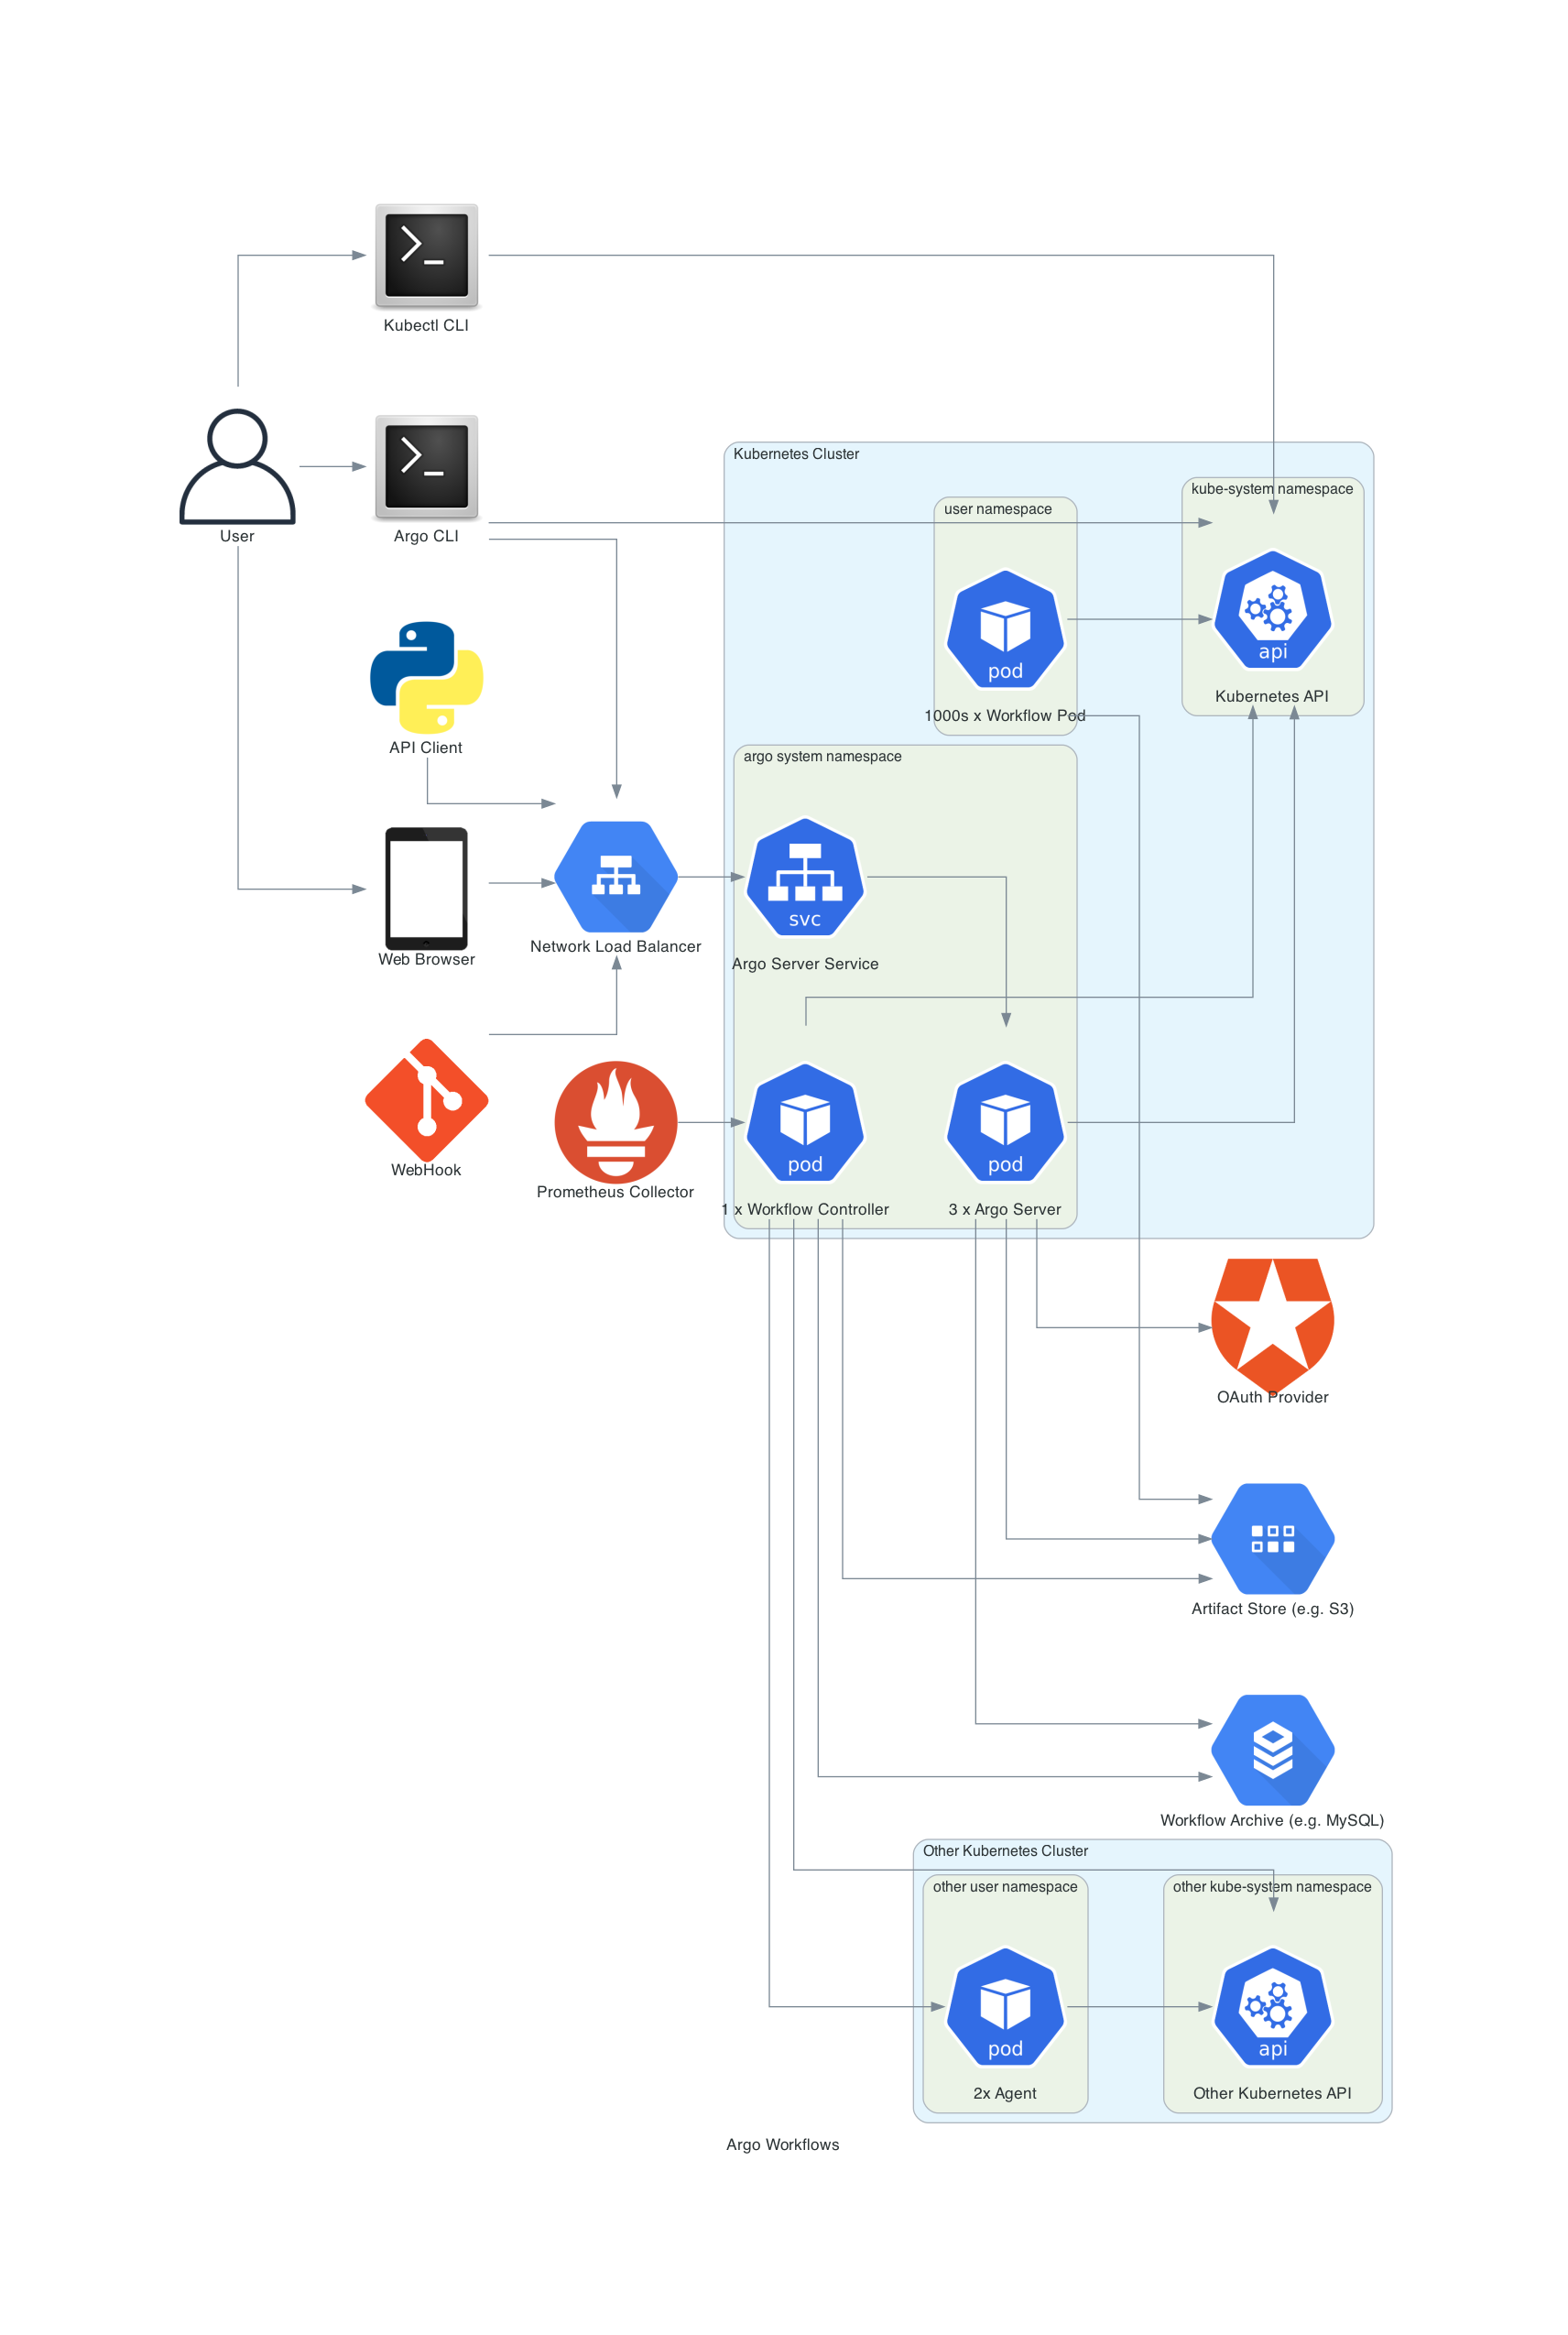 Kubectl CLI
User
Argo CLI
Kubernetes Cluster
kube-system namespace
user namespace
api
Kubernetes API
pod
1000s x Workflow Pod
API Client
argo system namespace
svc
Argo Server Service
Web Browser
Network Load Balancer
WebHook
Prometheus Collector
pod
1 x Workflow Controller
pod
3 x Argo Server
OAuth Provider
Artifact Store (e.g. S3)
Workflow Archive (e.g. MySQL)
Other Kubernetes Cluster
other user namespace
other kube-system namespace
pod
2x Agent
api
Other Kubernetes API
Argo Workflows